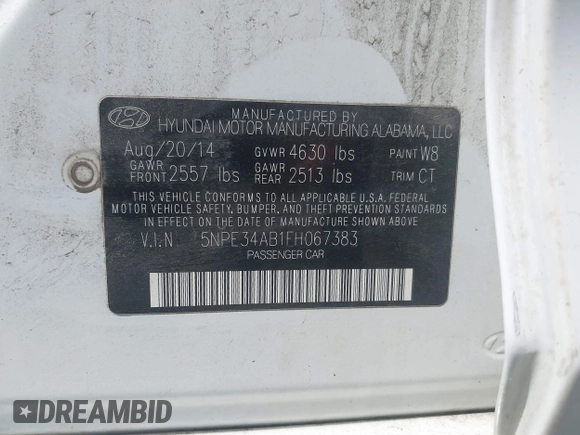 MANUFACTURED BY
HYUNDAI MOTOR MANUFACTURING ALABAMA, LLC
Aug/20/14 GVWR 4630 lbs PAINT W8
GAWR FRONT 2557 lbs GAWR REAR 2513 lbs TRIM CT
THIS VEHICLE CONFORMS TO ALL APPLICABLE U.S.A. FEDERAL
MOTOR VEHICLE SAFETY, BUMPER, AND THEFT PREVENTION STANDARDS
IN EFFECT ON THE DATE OF MANUFACTURE SHOWN ABOVE.
V.I.N 5NPE34AB1FH067383
PASSENGER CAR
DREAMBID